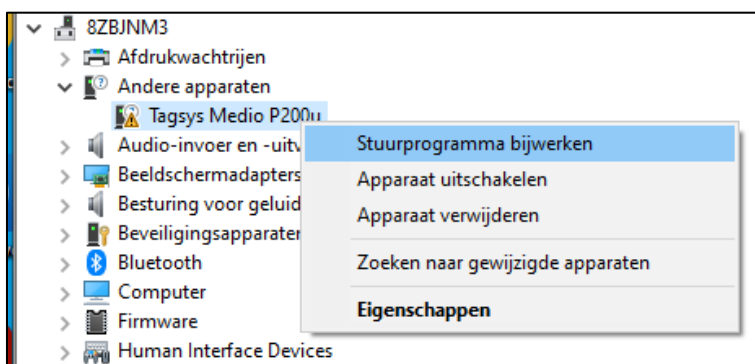 8ZBJNM3
Afdrukwachtrijen
Andere apparaten
Tagsys Medio P200u
Audio-invoer en -uitv
Beeldschermadapters
Besturing voor geluid
Beveiligingsapparaten
Bluetooth
Computer
Firmware
Human Interface Devices
Stuurprogramma bijwerken
Apparaat uitschakelen
Apparaat verwijderen
Zoeken naar gewijzigde apparaten
Eigenschappen